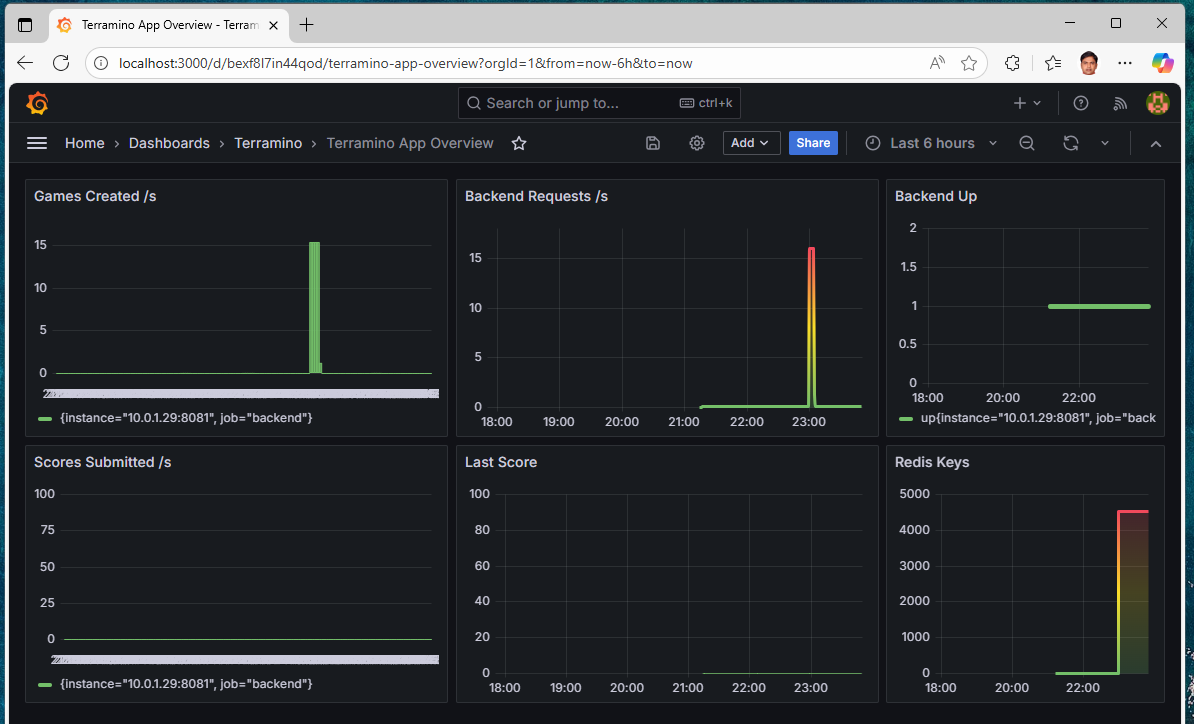 Terramino App Overview - Terram
localhost:3000/d/bexf8l7in44qod/terramino-app-overview?orgId=1&from=now-6h&to=now
Search or jump to... ctrl+k
Home › Dashboards › Terramino › Terramino App Overview
Add
Share
Last 6 hours
Games Created /s
15
10
5
0
{instance="10.0.1.29:8081", job="backend"}
Backend Requests /s
15
10
5
0
18:00 19:00 20:00 21:00 22:00 23:00
Backend Up
2
1.5
1
0.5
0
18:00 20:00 22:00
up{instance="10.0.1.29:8081", job="back
Scores Submitted /s
100
75
50
25
0
{instance="10.0.1.29:8081", job="backend"}
Last Score
100
80
60
40
20
0
18:00 19:00 20:00 21:00 22:00 23:00
Redis Keys
5000
4000
3000
2000
1000
0
18:00 20:00 22:00